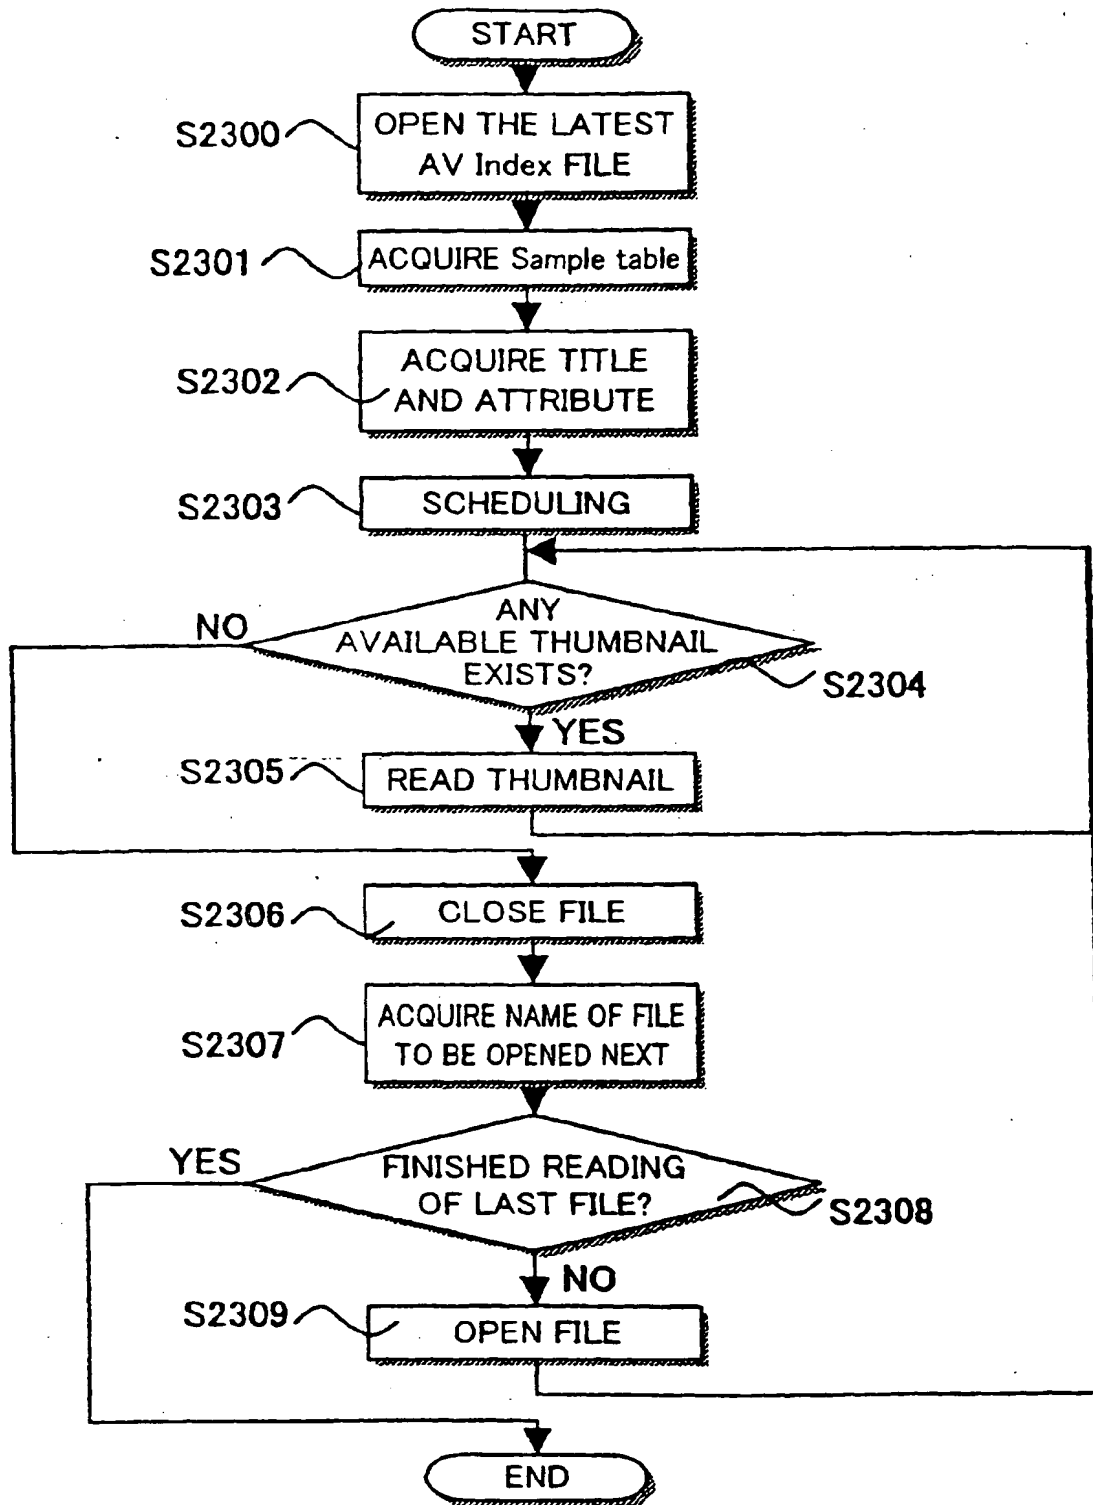 START
S2300
OPEN THE LATEST
AV Index FILE
S2301
ACQUIRE Sample table
S2302
ACQUIRE TITLE
AND ATTRIBUTE
S2303
SCHEDULING
NO
ANY
AVAILABLE THUMBNAIL
EXISTS?
S2304
YES
S2305
READ THUMBNAIL
S2306
CLOSE FILE
S2307
ACQUIRE NAME OF FILE
TO BE OPENED NEXT
YES
FINISHED READING
OF LAST FILE?
S2308
NO
S2309
OPEN FILE
END